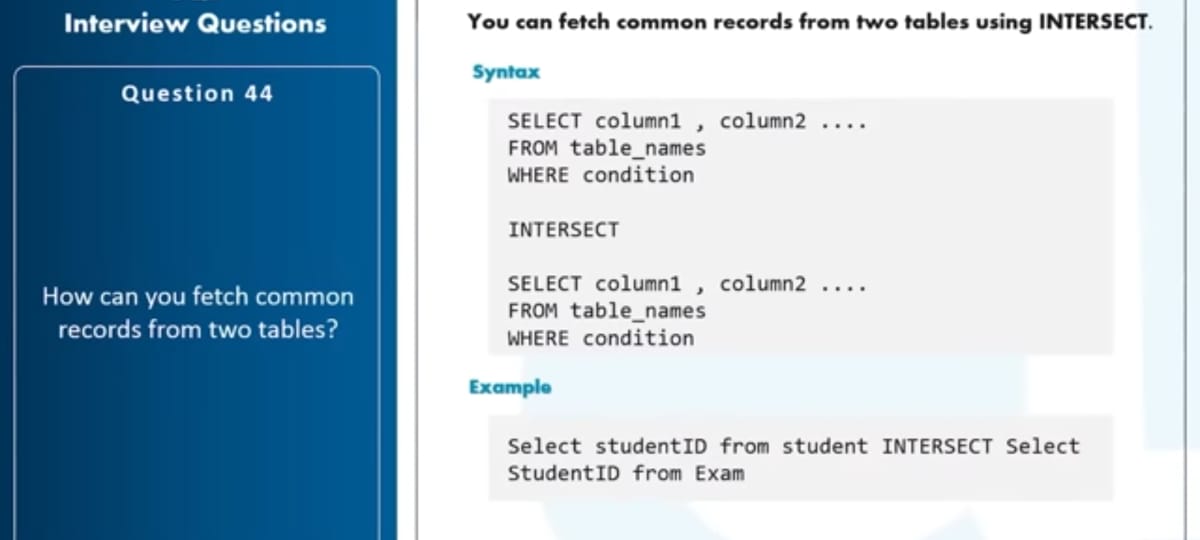 Interview Questions
Question 44
How can you fetch common
records from two tables?
You can fetch common records from two tables using INTERSECT.
Syntax
SELECT column1 , column2 ....
FROM table_names
WHERE condition
INTERSECT
SELECT column1 , column2 ....
FROM table_names
WHERE condition
Example
Select studentID from student INTERSECT Select
StudentID from Exam